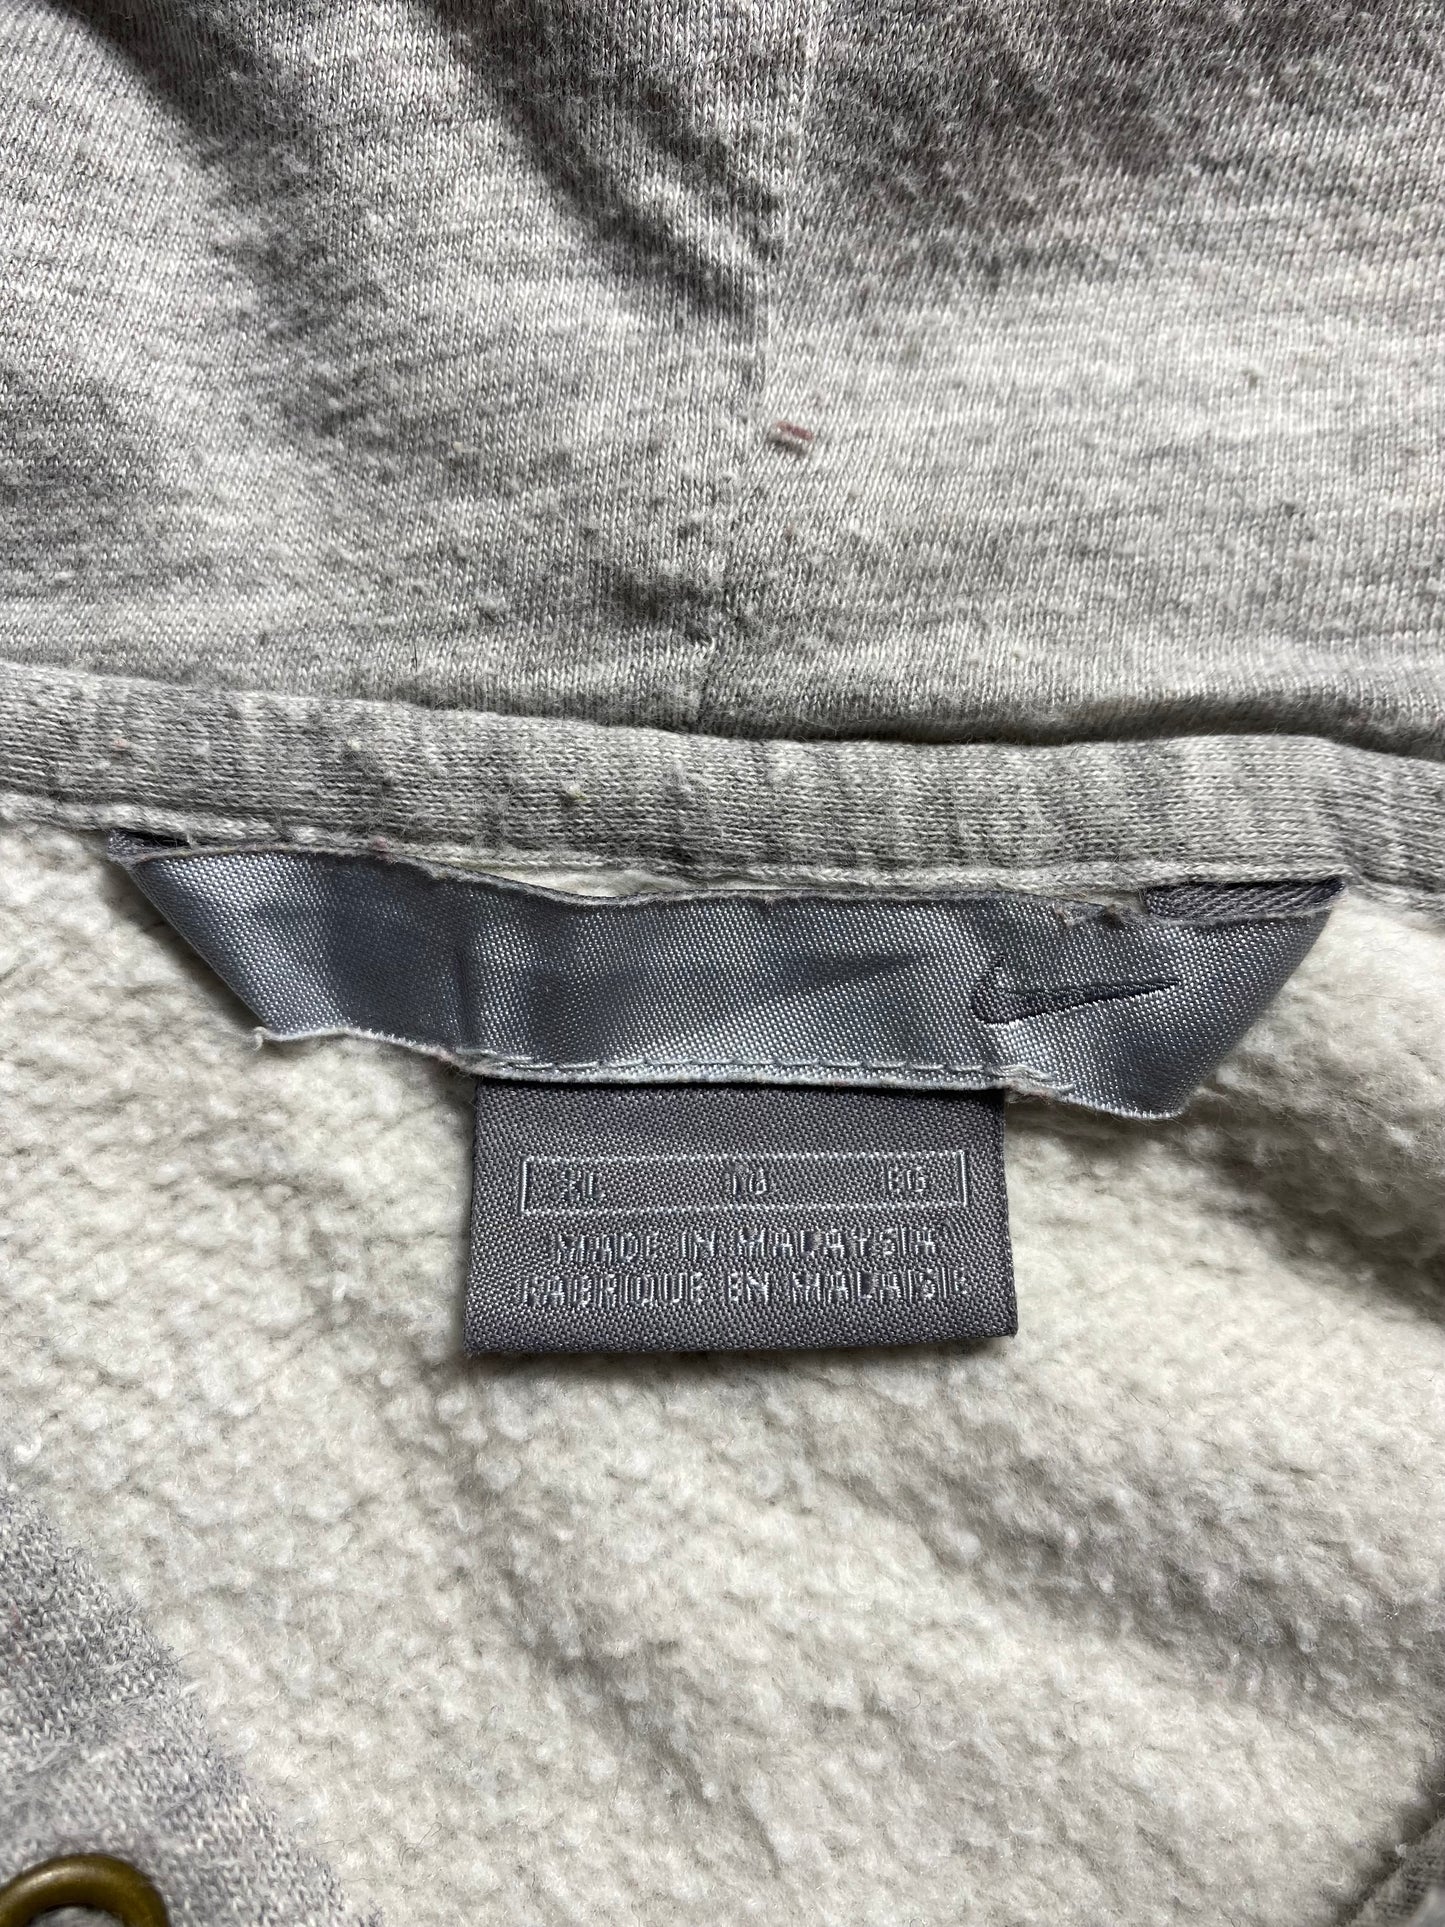 XL TG EG
MADE IN MALAYSIA
FABRIQUE EN MALAISIE